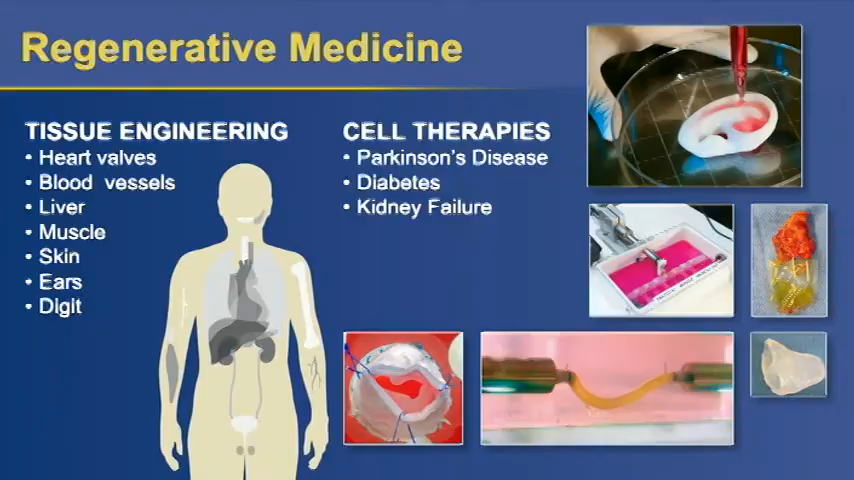 Regenerative Medicine
TISSUE ENGINEERING
• Heart valves
• Blood vessels
• Liver
• Muscle
• Skin
• Ears
• Digit
CELL THERAPIES
• Parkinson's Disease
• Diabetes
• Kidney Failure